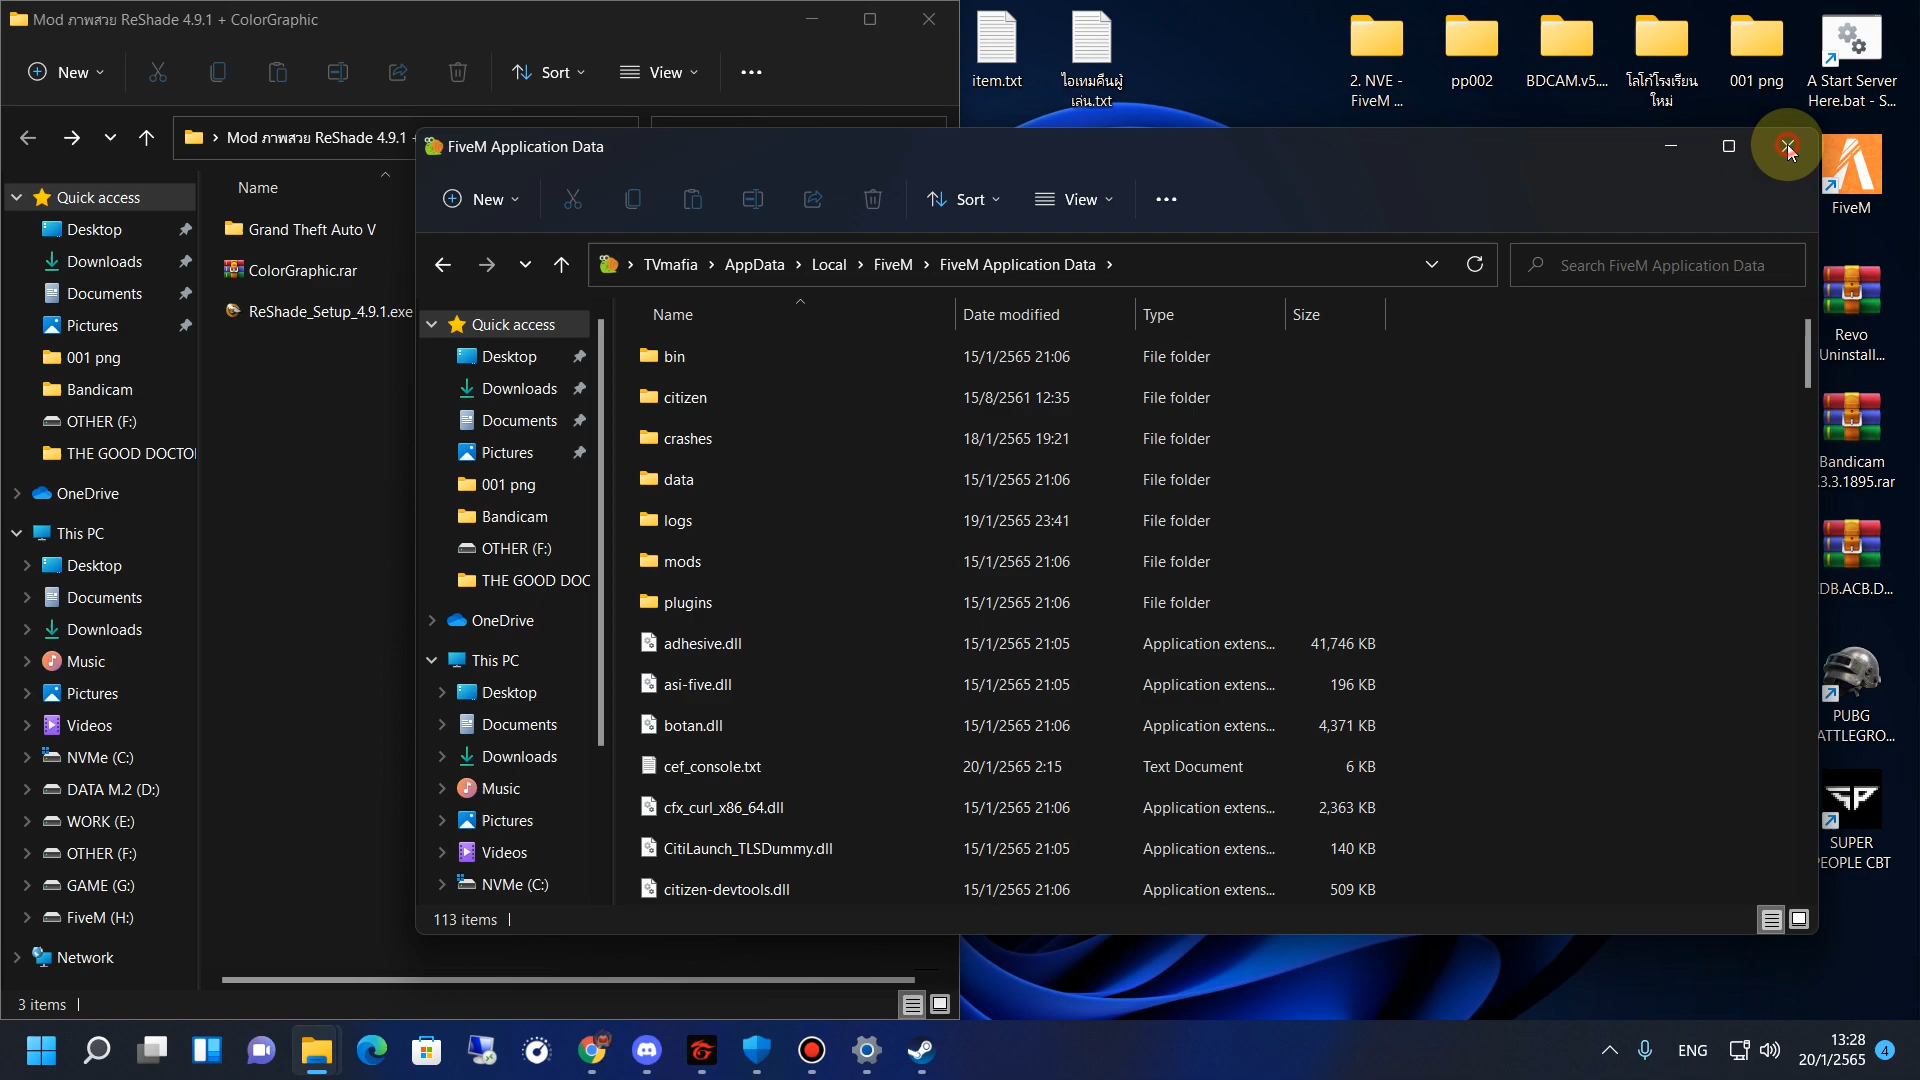 Mod ภาพสวย ReShade 4.9.1 + ColorGraphic
New
Sort
View
Mod ภาพสวย ReShade 4.9.1 +
Name
Quick access
Desktop
Downloads
Documents
Pictures
001 png
Bandicam
OTHER (F:)
THE GOOD DOCTO
OneDrive
This PC
Desktop
Documents
Downloads
Music
Pictures
Videos
NVMe (C:)
DATA M.2 (D:)
WORK (E:)
OTHER (F:)
GAME (G:)
FiveM (H:)
Network
Grand Theft Auto V
ColorGraphic.rar
ReShade_Setup_4.9.1.exe
3 items
FiveM Application Data
New
Sort
View
TVmafia
AppData
Local
FiveM
FiveM Application Data
Search FiveM Application Data
Quick access
Desktop
Downloads
Documents
Pictures
001 png
Bandicam
OTHER (F:)
THE GOOD DOC
OneDrive
This PC
Desktop
Documents
Downloads
Music
Pictures
Videos
NVMe (C:)
Name Date modified Type Size
bin 15/1/2565 21:06 File folder
citizen 15/8/2561 12:35 File folder
crashes 18/1/2565 19:21 File folder
data 15/1/2565 21:06 File folder
logs 19/1/2565 23:41 File folder
mods 15/1/2565 21:06 File folder
plugins 15/1/2565 21:06 File folder
adhesive.dll 15/1/2565 21:05 Application extens... 41,746 KB
asi-five.dll 15/1/2565 21:05 Application extens... 196 KB
botan.dll 15/1/2565 21:06 Application extens... 4,371 KB
cef_console.txt 20/1/2565 2:15 Text Document 6 KB
cfx_curl_x86_64.dll 15/1/2565 21:06 Application extens... 2,363 KB
CitiLaunch_TLSDummy.dll 15/1/2565 21:05 Application extens... 140 KB
citizen-devtools.dll 15/1/2565 21:06 Application extens... 509 KB
113 items
item.txt
ไอเทมคืนผู้
เล่น.txt
2. NVE -
FiveM ...
pp002
BDCAM.v5....
โลโก้โรงเรียน
ใหม่
001 png
A Start Server
Here.bat - S...
FiveM
Revo
Uninstall...
Bandicam
.3.3.1895.rar
DB.ACB.D...
PUBG
ATTLEGRO...
SUPER
EOPLE CBT
ENG
13:28
20/1/2565
4